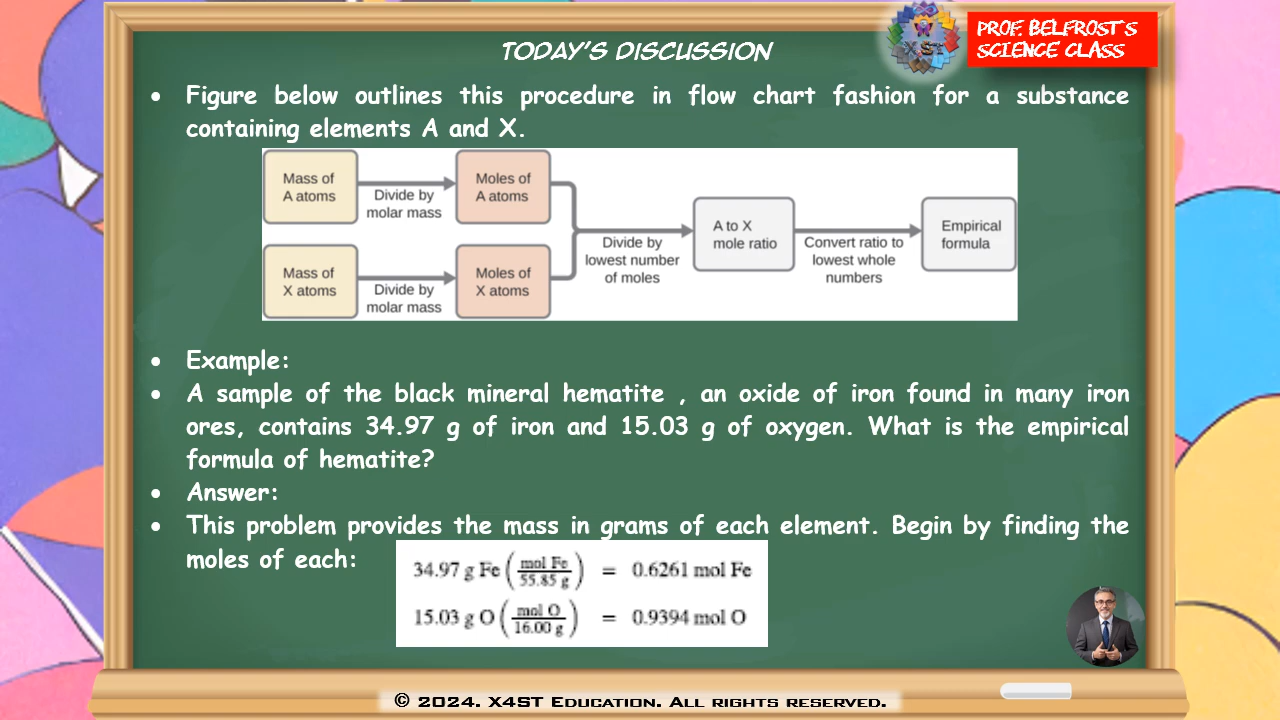 TODAY'S DISCUSSION
X4ST
PROF. BELFROST'S
SCIENCE CLASS
• Figure below outlines this procedure in flow chart fashion for a substance
containing elements A and X.
Mass of
A atoms
Divide by
molar mass
Moles of
A atoms
Mass of
X atoms
Divide by
molar mass
Moles of
X atoms
Divide by
lowest number
of moles
A to X
mole ratio
Convert ratio to
lowest whole
numbers
Empirical
formula
• Example:
• A sample of the black mineral hematite , an oxide of iron found in many iron
ores, contains 34.97 g of iron and 15.03 g of oxygen. What is the empirical
formula of hematite?
• Answer:
• This problem provides the mass in grams of each element. Begin by finding the
moles of each:
34.97 g Fe (mol Fe / 55.85 g) = 0.6261 mol Fe
15.03 g O (mol O / 16.00 g) = 0.9394 mol O
© 2024. X4ST EDUCATION. ALL RIGHTS RESERVED.